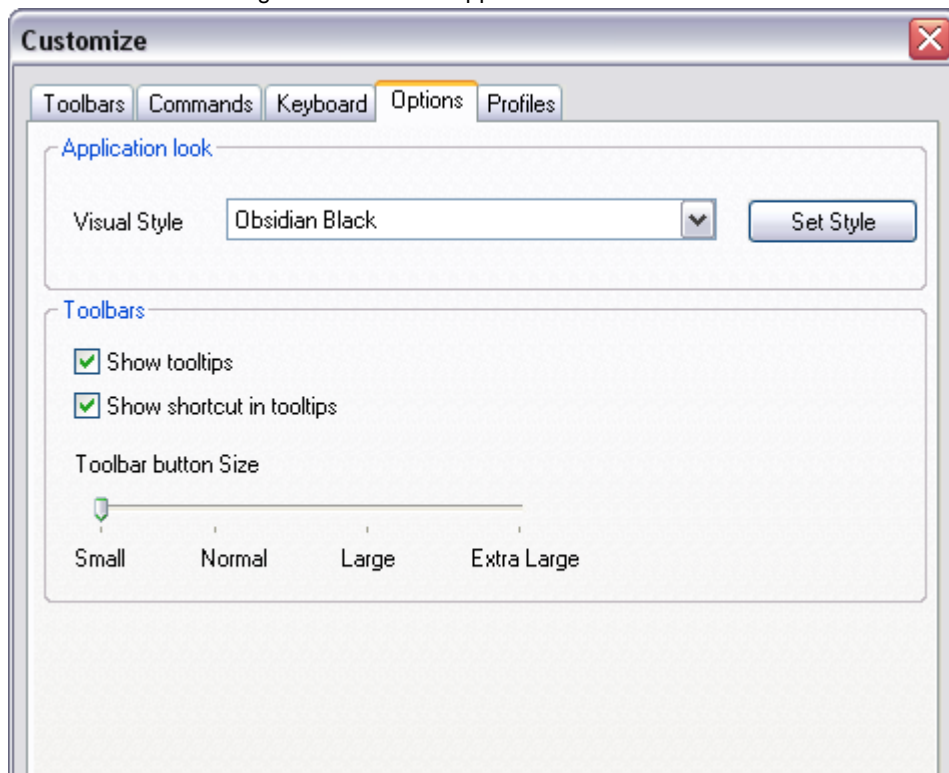 Customize
Toolbars Commands Keyboard Options Profiles
Application look
Visual Style Obsidian Black Set Style
Toolbars
Show tooltips
Show shortcut in tooltips
Toolbar button Size
Small Normal Large Extra Large